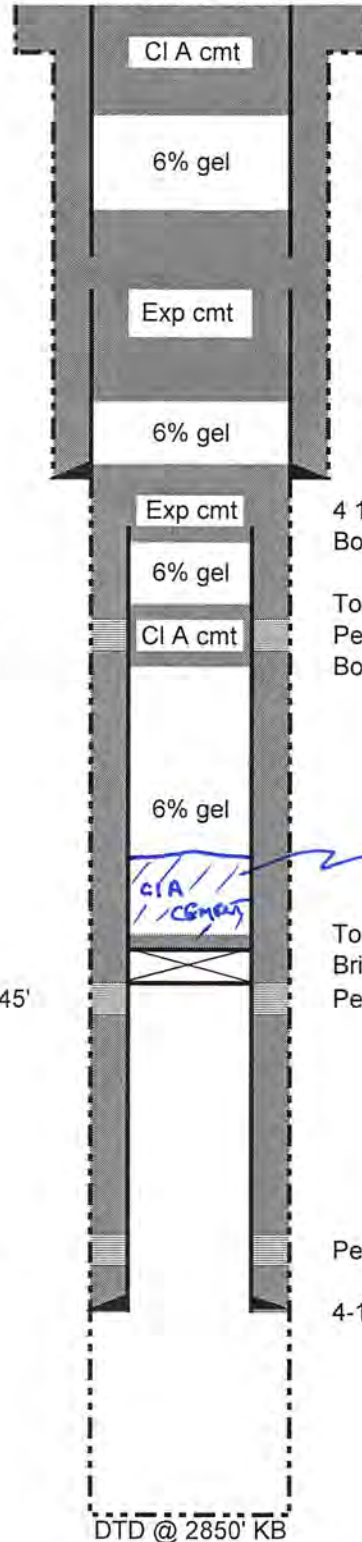 Cl A cmt
6% gel
Exp cmt
6% gel
Exp cmt
4 1
Bo
6% gel
To
Cl A cmt
Pe
Bo
6% gel
Cl A
CEMENT
To
Bri
45'
Pe
Pe
4-1
DTD @ 2850' KB